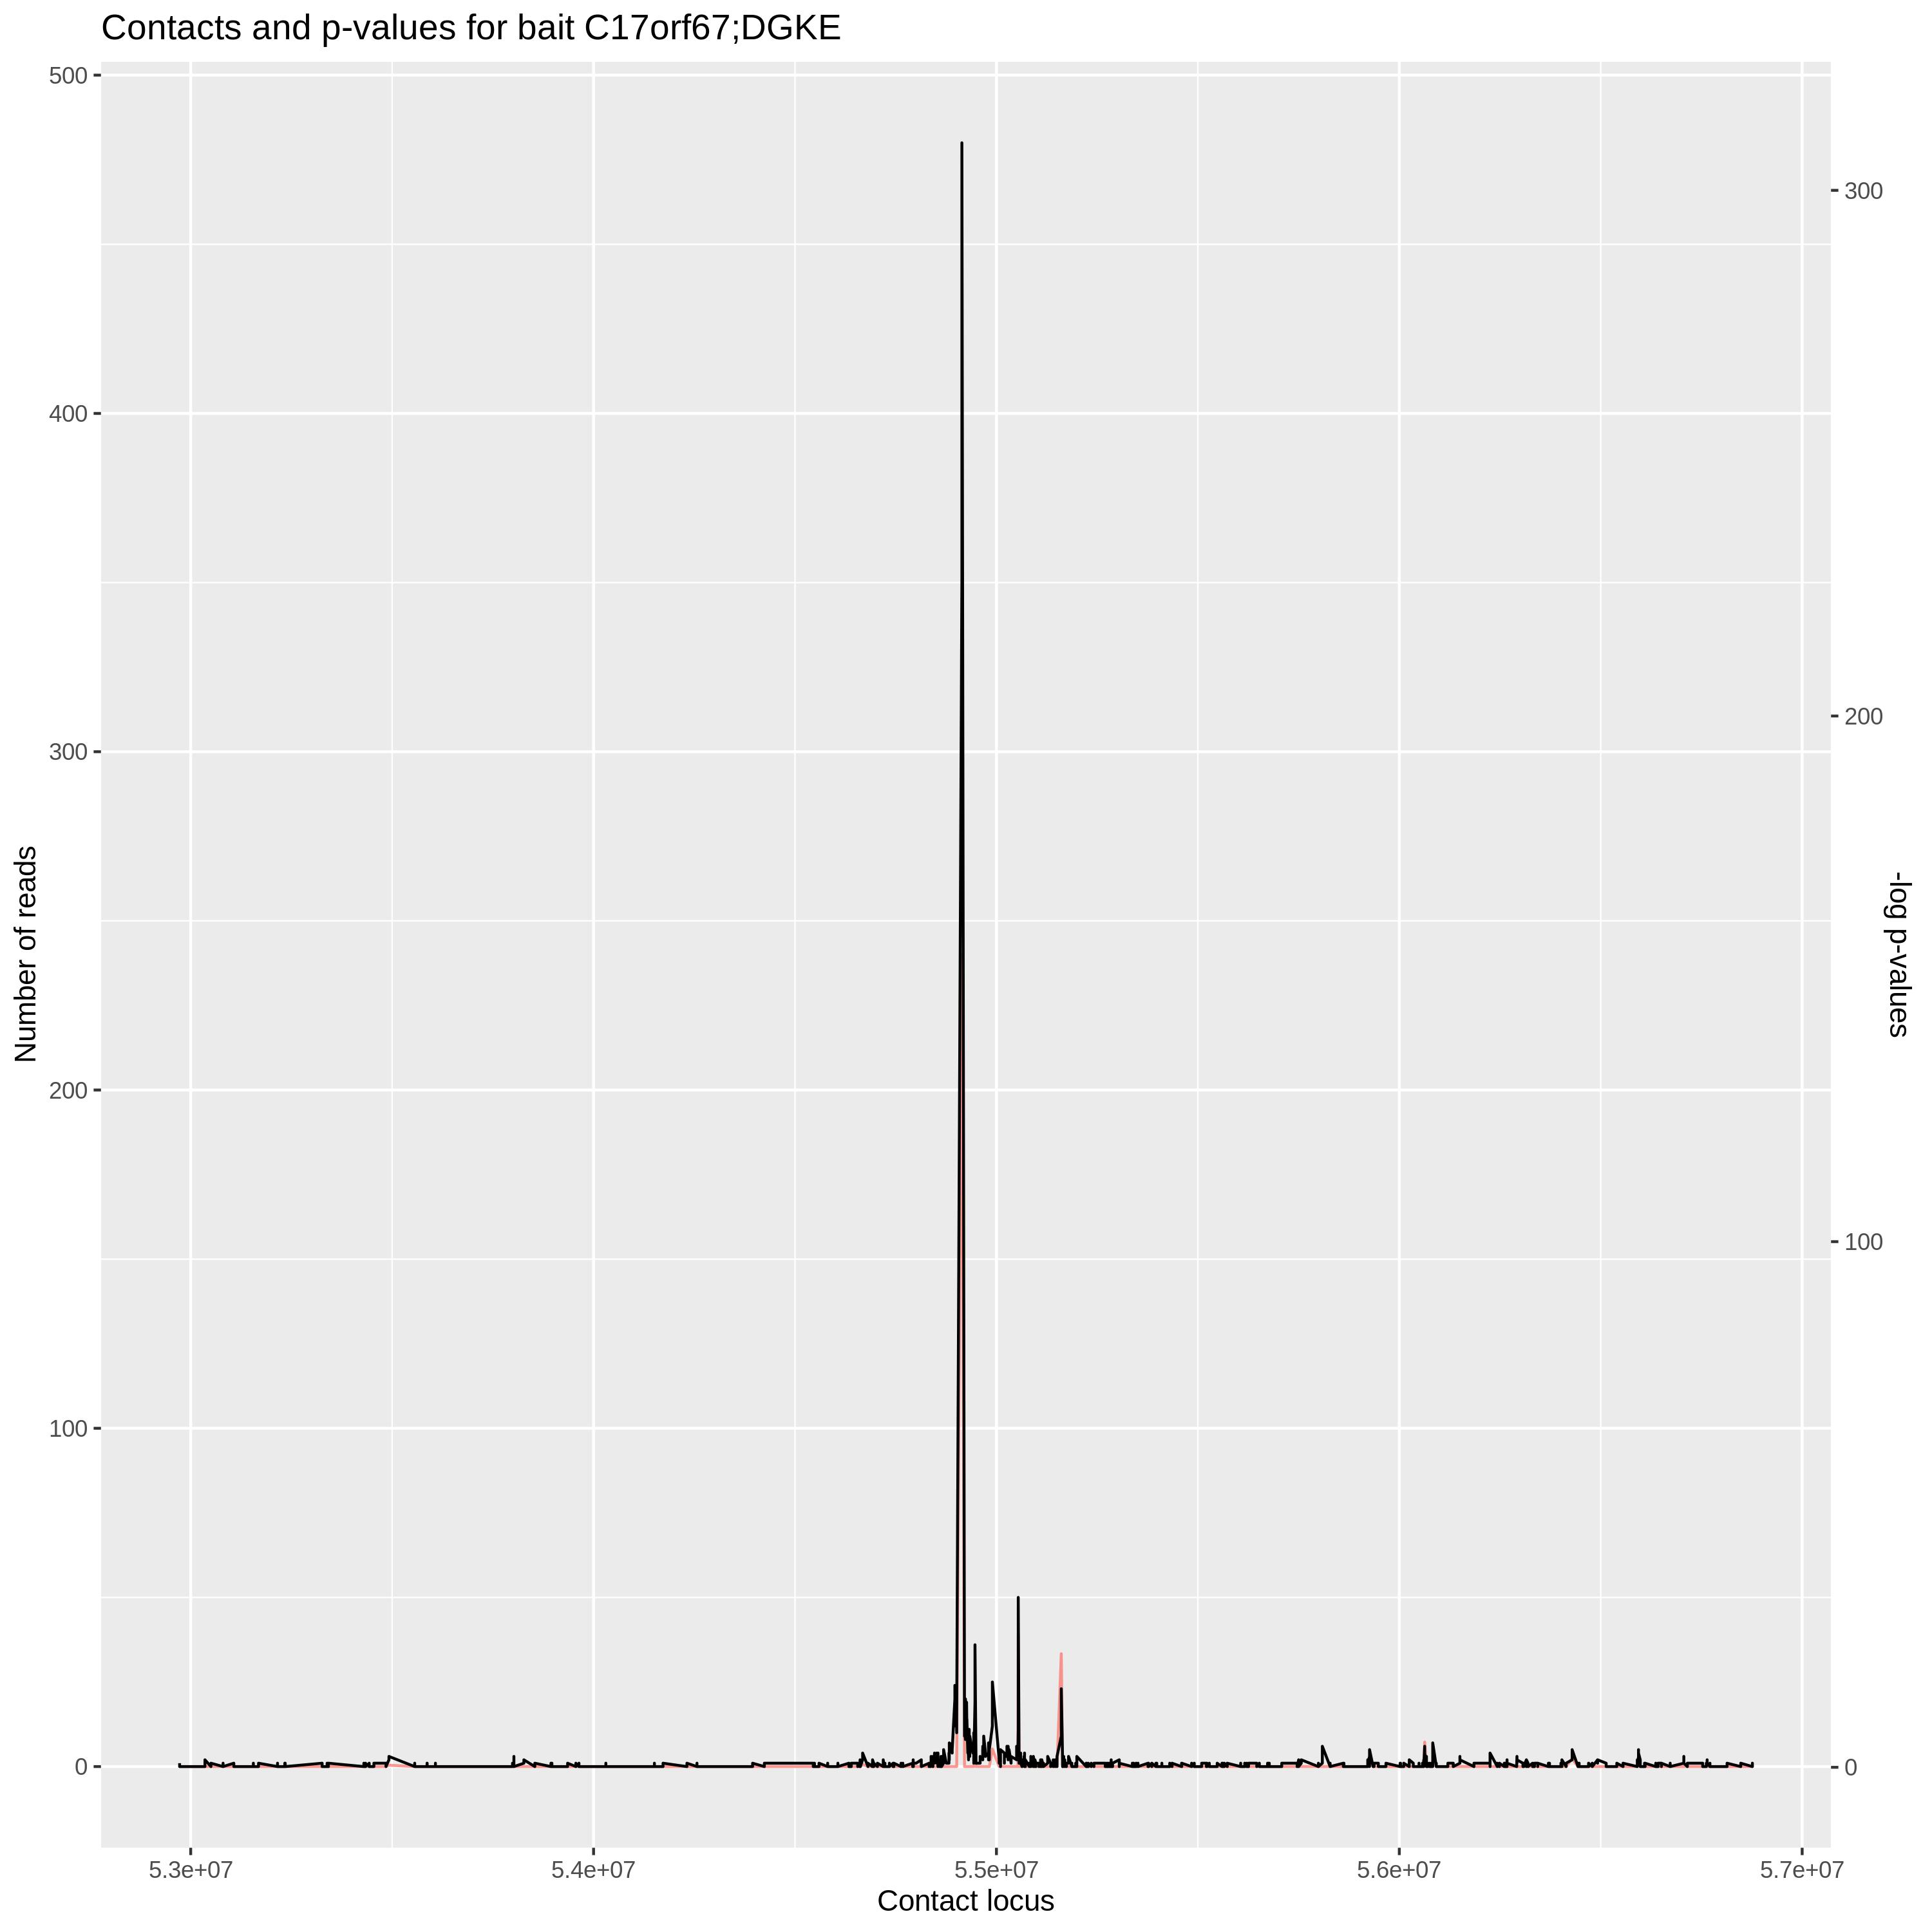 Contacts and p-values for bait C17orf67;DGKE
500
400
300
200
100
0
Number of reads
300
200
100
0
-log p-values
5.3e+07 5.4e+07 5.5e+07 5.6e+07 5.7e+07
Contact locus